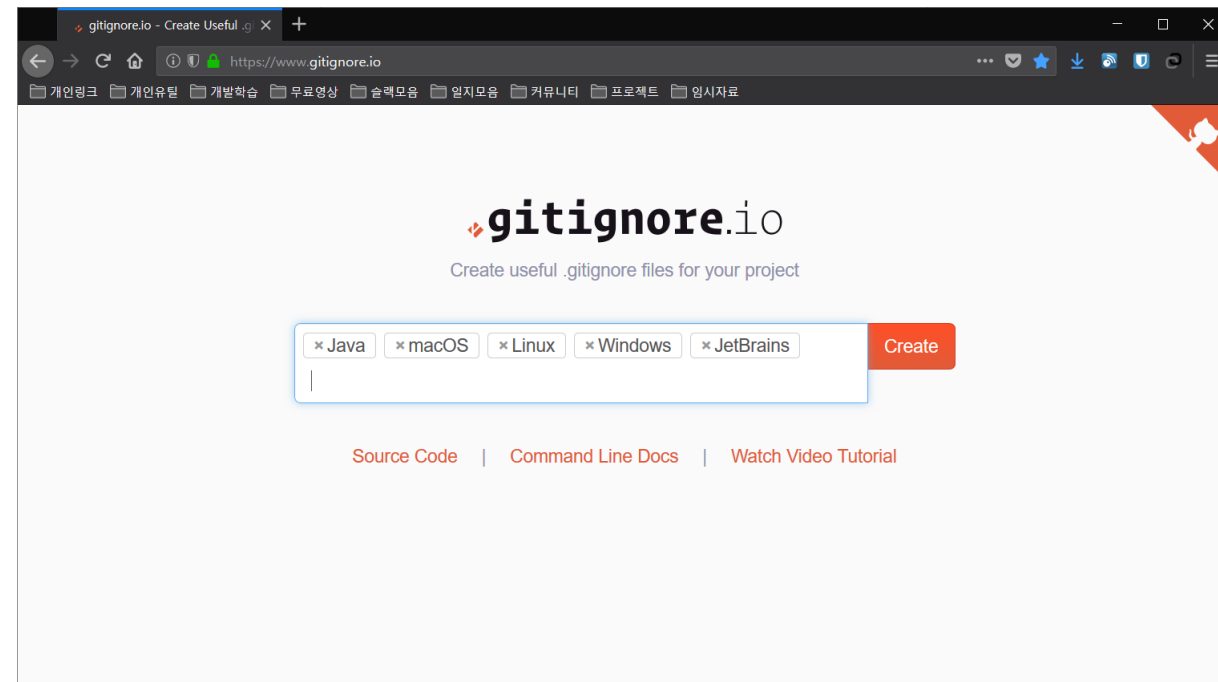 gitignore.io - Create Useful .gi
https://www.gitignore.io
개인링크 개인유틸 개발학습 무료영상 슬랙모음 일지모음 커뮤니티 프로젝트 임시자료
.gitignore.io
Create useful .gitignore files for your project
×Java ×macOS ×Linux ×Windows ×JetBrains
Create
Source Code | Command Line Docs | Watch Video Tutorial